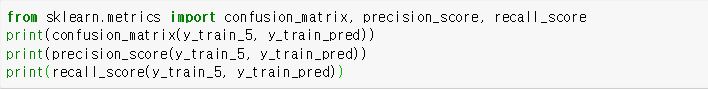 from sklearn.metrics import confusion_matrix, precision_score, recall_score
print(confusion_matrix(y_train_5, y_train_pred))
print(precision_score(y_train_5, y_train_pred))
print(recall_score(y_train_5, y_train_pred))